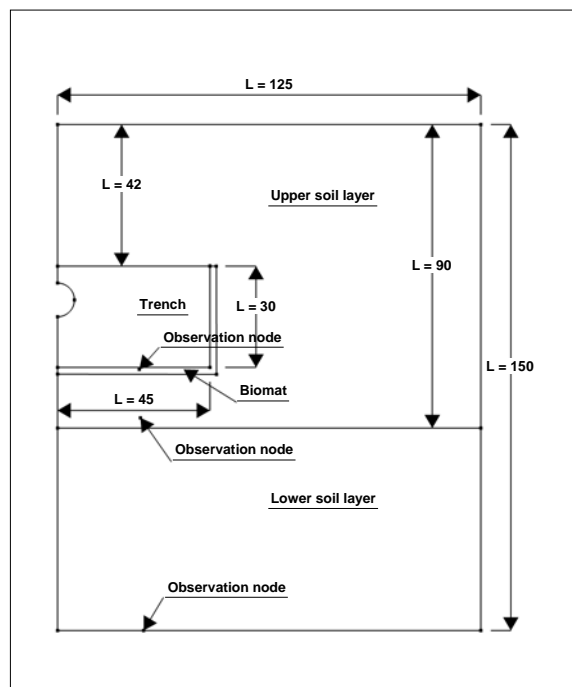 L = 125
L = 42
Upper soil layer
L = 90
Trench
L = 30
Observation node
L = 150
Biomat
L = 45
Observation node
Lower soil layer
Observation node